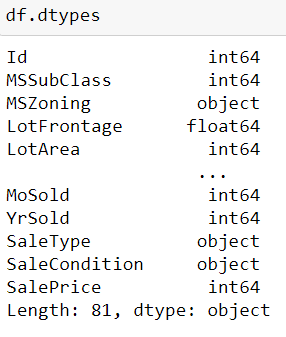 df.dtypes
Id int64
MSSubClass int64
MSZoning object
LotFrontage float64
LotArea int64
...
MoSold int64
YrSold int64
SaleType object
SaleCondition object
SalePrice int64
Length: 81, dtype: object